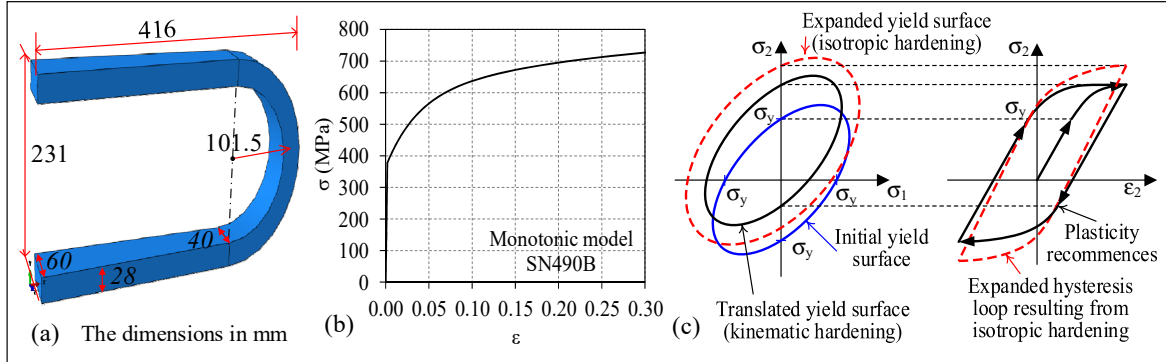 416
231
101.5
40
60
28
(a) The dimensions in mm
σ (MPa)
800
700
600
500
400
300
200
100
0
0.00 0.05 0.10 0.15 0.20 0.25 0.30
ε
Monotonic model
SN490B
(b)
Expanded yield surface
(isotropic hardening)
σ2
σy
σy
σy
σ1
σy
Initial yield
surface
Translated yield surface
(kinematic hardening)
(c)
σ2
σy
ε2
Plasticity
recommences
Expanded hysteresis
loop resulting from
isotropic hardening